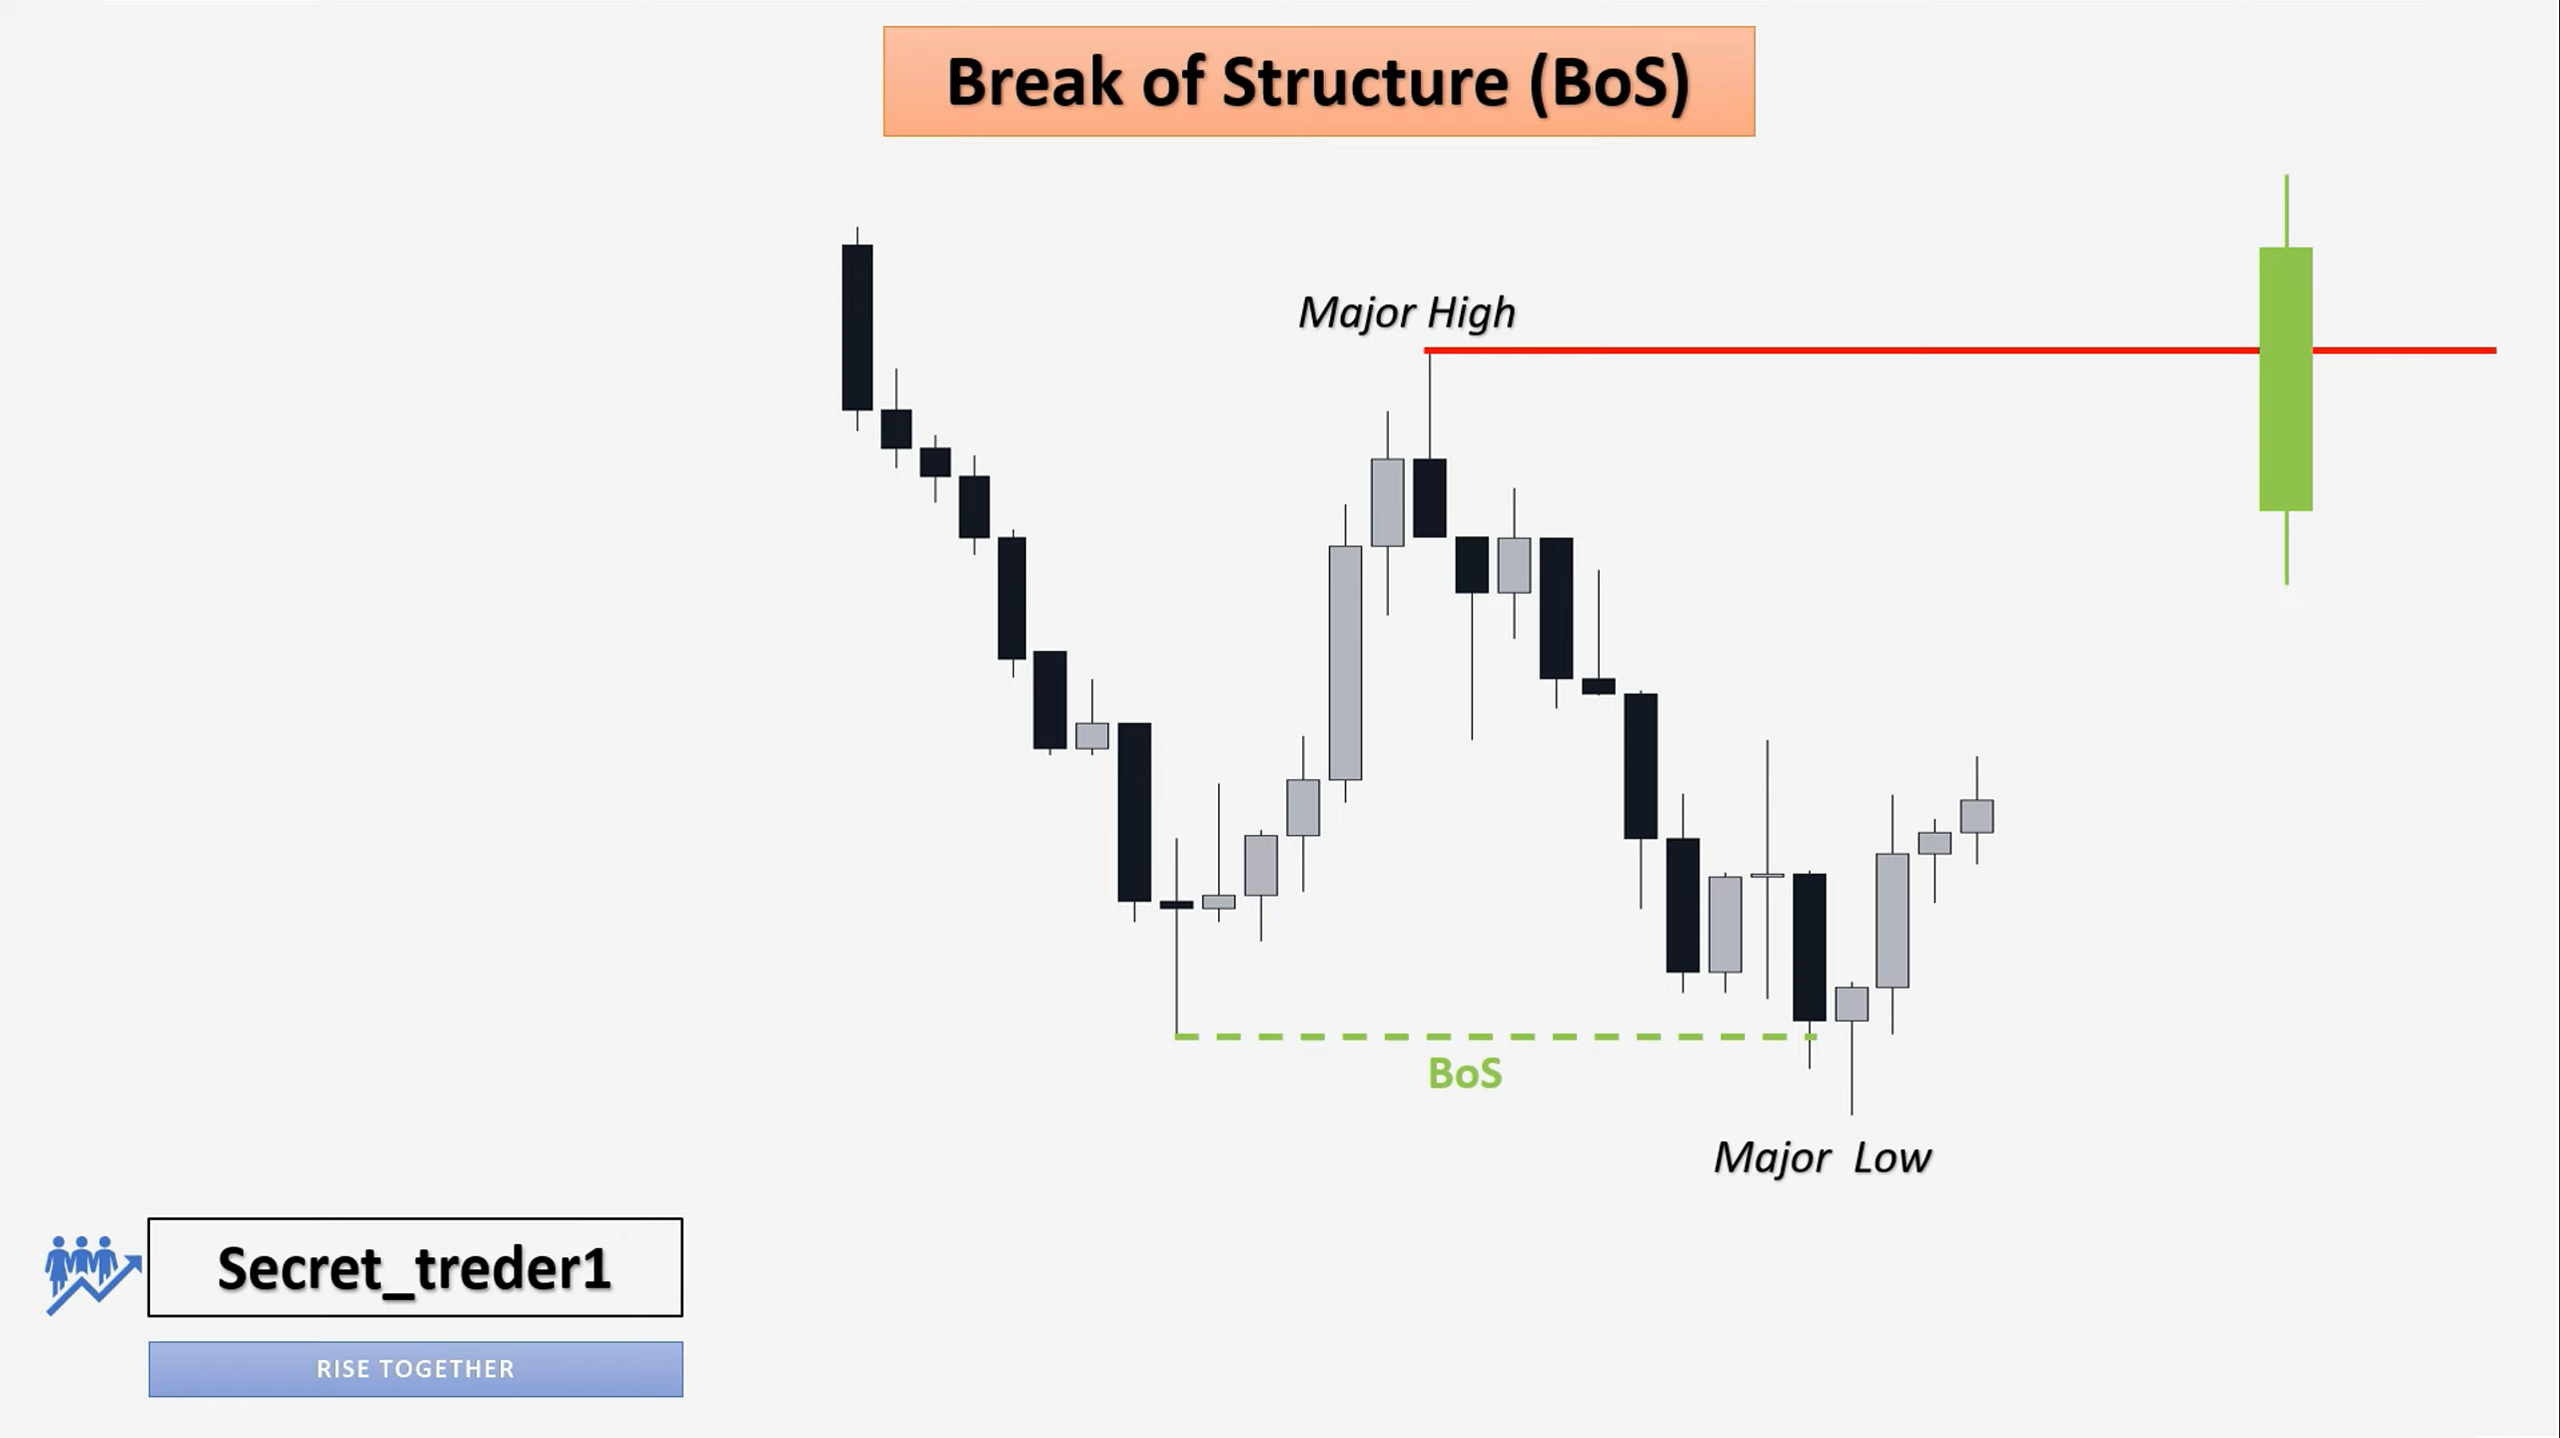 Break of Structure (BoS)
Major High
BoS
Major Low
Secret_treder1
RISE TOGETHER